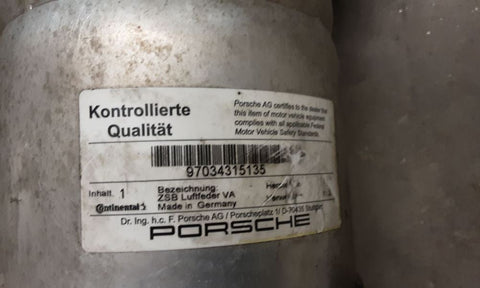 Kontrollierte
Qualität
Porsche AG certifies to the dealer that
this item of motor vehicle equipment
complies with all applicable Federal
Motor Vehicle Safety Standards.
97034315135
Inhalt: 1
Bezeichnung:
ZSB Luftfeder VA
Made in Germany
Continental
Dr. Ing. h.c. F. Porsche AG / Porscheplatz 1/ D-70435 Stuttgart
PORSCHE